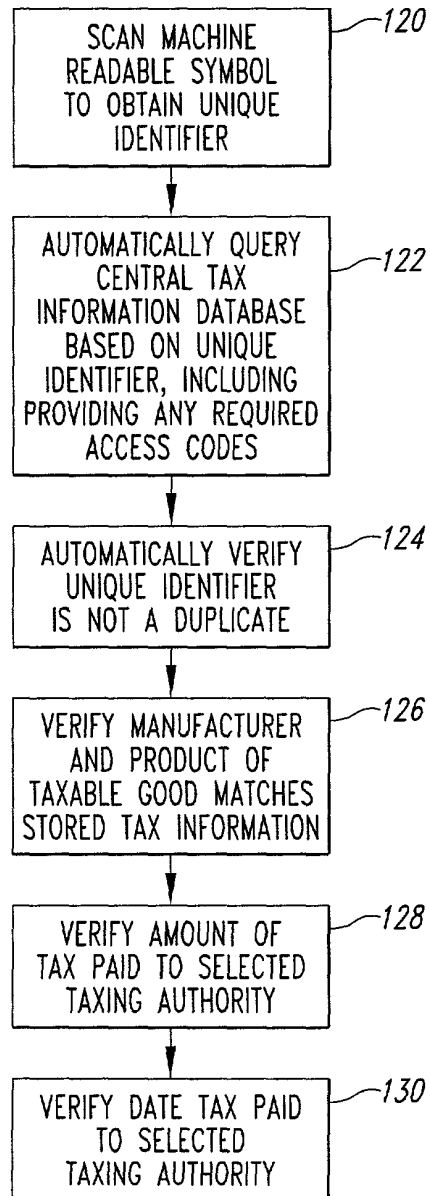 120
SCAN MACHINE
READABLE SYMBOL
TO OBTAIN UNIQUE
IDENTIFIER
122
AUTOMATICALLY QUERY
CENTRAL TAX
INFORMATION DATABASE
BASED ON UNIQUE
IDENTIFIER, INCLUDING
PROVIDING ANY REQUIRED
ACCESS CODES
124
AUTOMATICALLY VERIFY
UNIQUE IDENTIFIER
IS NOT A DUPLICATE
126
VERIFY MANUFACTURER
AND PRODUCT OF
TAXABLE GOOD MATCHES
STORED TAX INFORMATION
128
VERIFY AMOUNT OF
TAX PAID TO SELECTED
TAXING AUTHORITY
130
VERIFY DATE TAX PAID
TO SELECTED
TAXING AUTHORITY